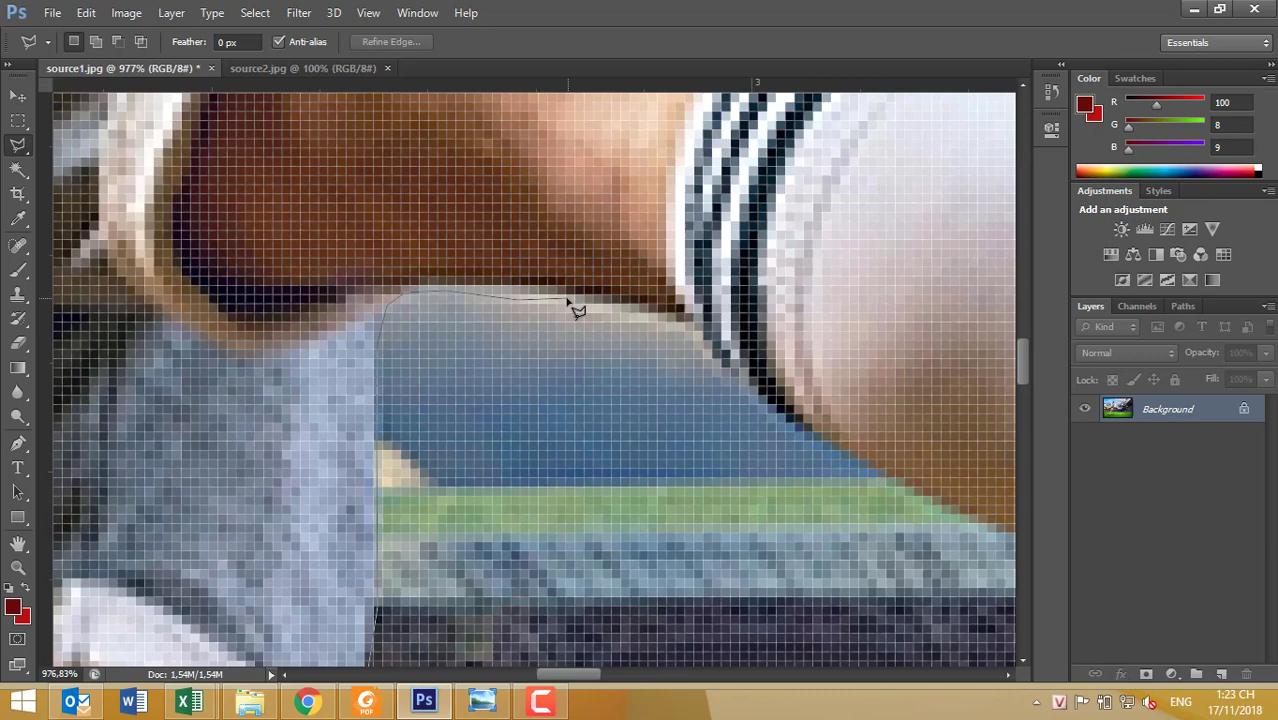 Ps File Edit Image Layer Type Select Filter 3D View Window Help
Feather: 0 px Anti-alias Refine Edge... Essentials
source1.jpg @ 977% (RGB/8#) * × source2.jpg @ 100% (RGB/8#) ×
3
Color Swatches
R 100
G 8
B 9
Adjustments Styles
Add an adjustment
Layers Channels Paths
Kind
Normal Opacity: 100%
Lock: Fill: 100%
Background
976,83% Doc: 1,54M/1,54M
ENG
1:23 CH
17/11/2018